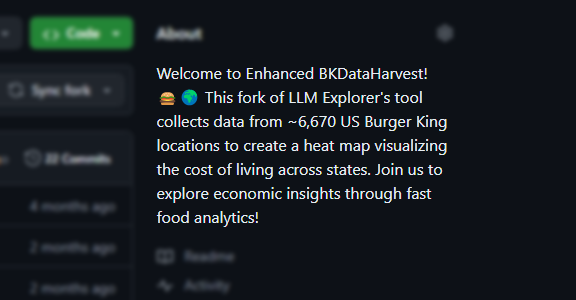 Code
About
Welcome to Enhanced BKDataHarvest!
🍔 🌎 This fork of LLM Explorer's tool
collects data from ~6,670 US Burger King
locations to create a heat map visualizing
the cost of living across states. Join us to
explore economic insights through fast
food analytics!
Sync fork
22 Commits
4 months ago
2 months ago
2 months ago
Readme
Activity